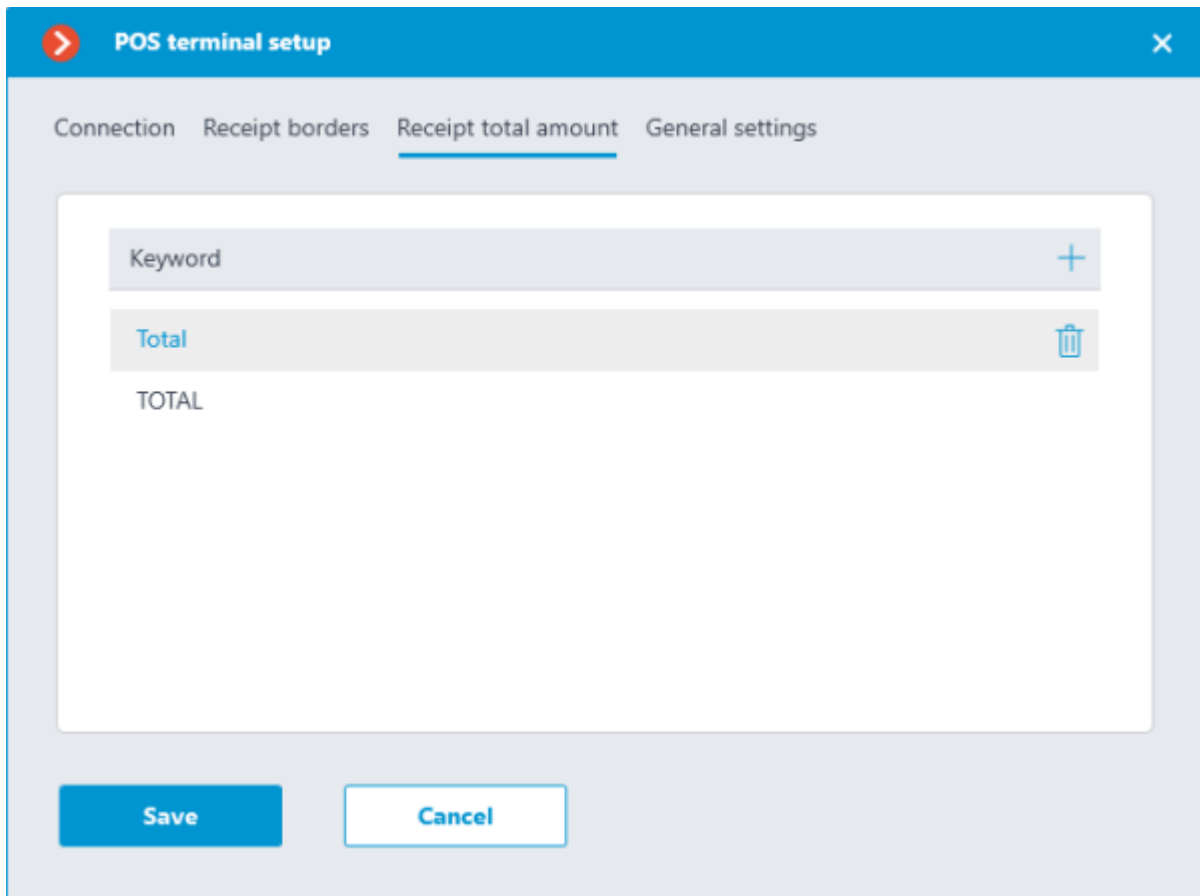 POS terminal setup
Connection Receipt borders Receipt total amount General settings
Keyword
Total
TOTAL
Save Cancel